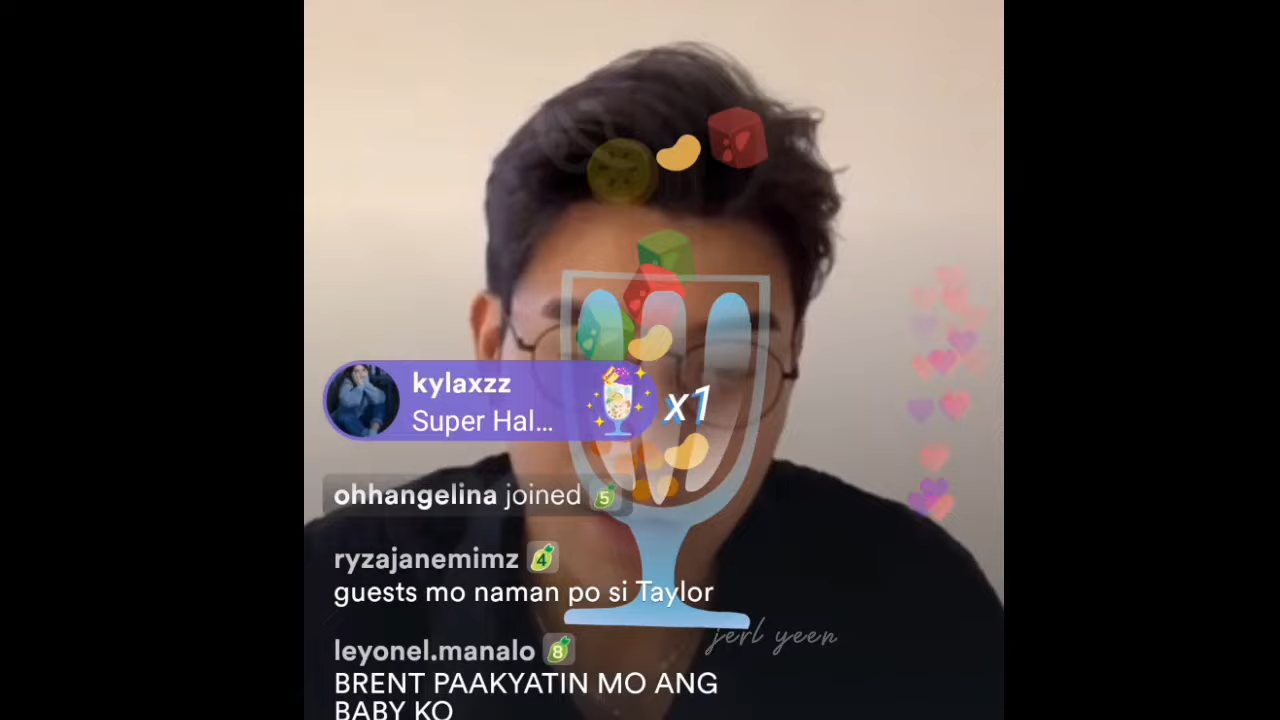 kylaxzz
Super Hal...
x1
ohhangelina joined 5
ryzajanemimz 4
guests mo naman po si Taylor
jerl yeen
leyonel.manalo 8
BRENT PAAKYATIN MO ANG
BABY KO